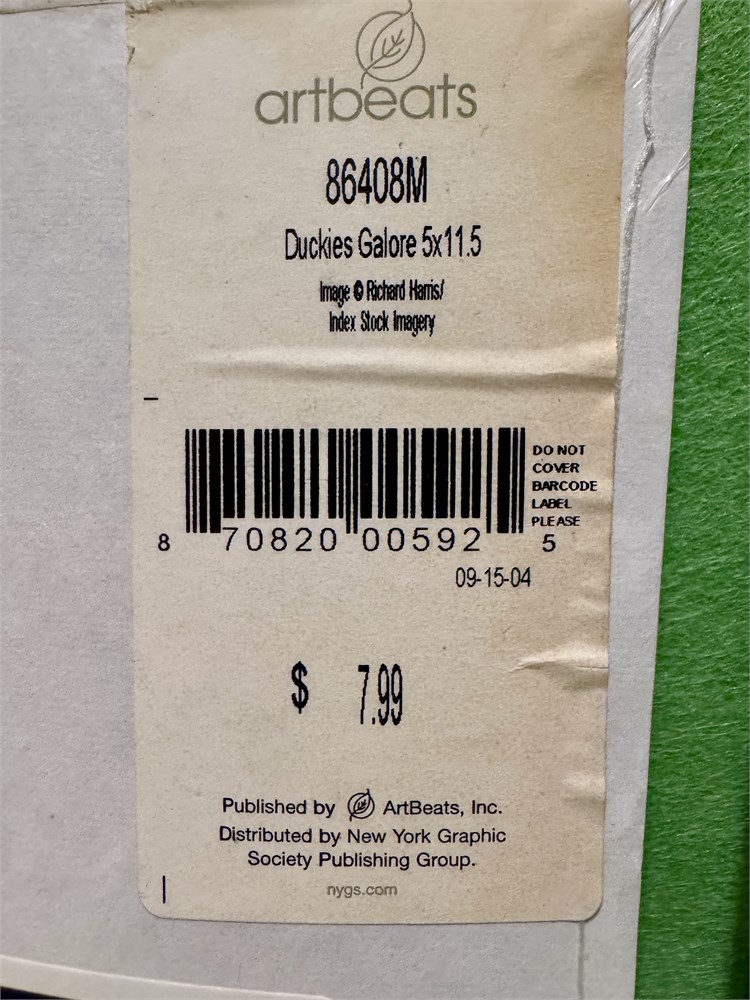 artbeats
86408M
Duckies Galore 5x11.5
Image © Richard Harris/
Index Stock Imagery
DO NOT
COVER
BARCODE
LABEL
PLEASE
8 70820 00592 5
09-15-04
$ 7.99
Published by ArtBeats, Inc.
Distributed by New York Graphic
Society Publishing Group.
nygs.com